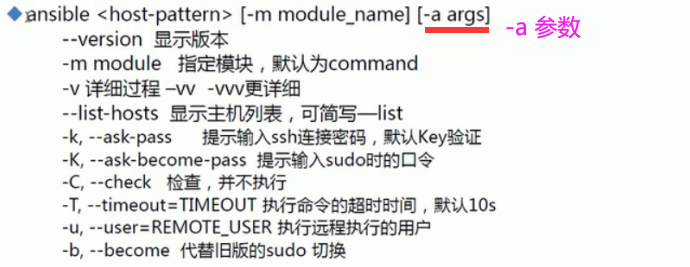 ansible <host-pattern> [-m module_name] [-a args] -a 参数
--version 显示版本
-m module 指定模块，默认为command
-v 详细过程 –vv -vvv更详细
--list-hosts 显示主机列表，可简写—list
-k, --ask-pass 提示输入ssh连接密码，默认Key验证
-K, --ask-become-pass 提示输入sudo时的口令
-C, --check 检查，并不执行
-T, --timeout=TIMEOUT 执行命令的超时时间，默认10s
-u, --user=REMOTE_USER 执行远程执行的用户
-b, --become 代替旧版的sudo 切换